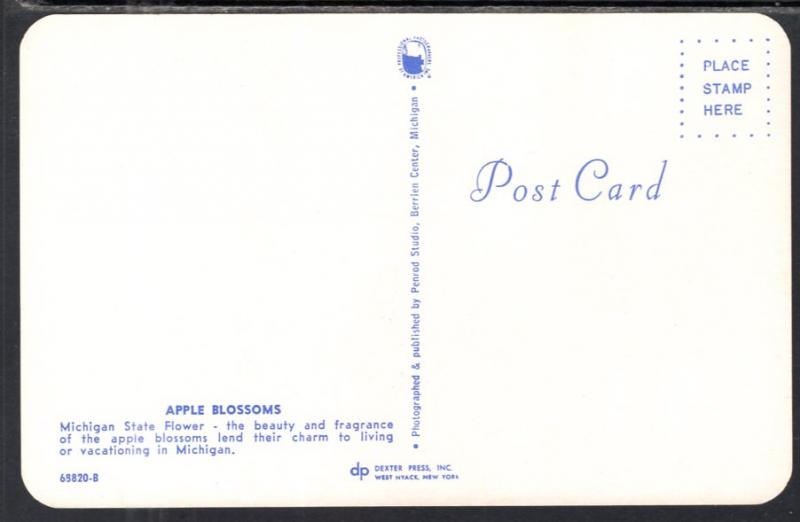 PLACE
STAMP
HERE
Post Card
• Photographed & published by Penrod Studio, Berrien Center, Michigan •
APPLE BLOSSOMS
Michigan State Flower - the beauty and fragrance
of the apple blossoms lend their charm to living
or vacationing in Michigan.
68820-B
dp DEXTER PRESS, INC.
WEST NYACK, NEW YORK